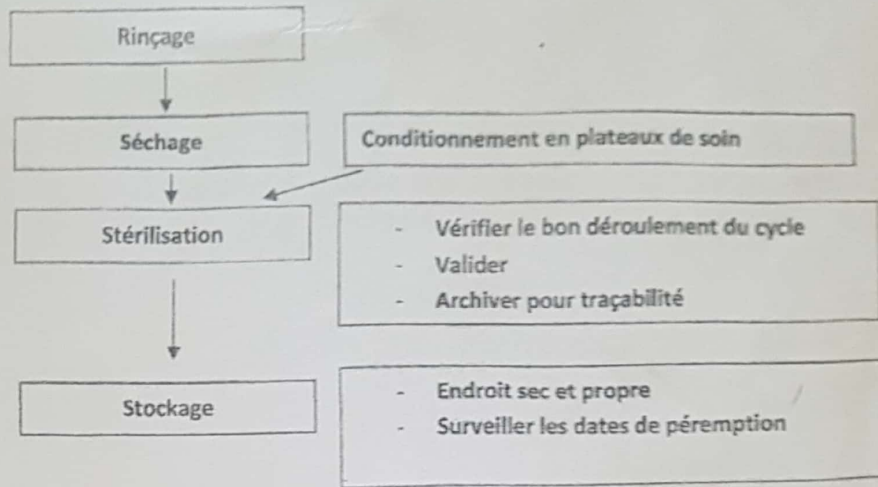 Rinçage
Séchage
Conditionnement en plateaux de soin
Stérilisation
- Vérifier le bon déroulement du cycle
- Valider
- Archiver pour traçabilité
Stockage
- Endroit sec et propre
- Surveiller les dates de péremption